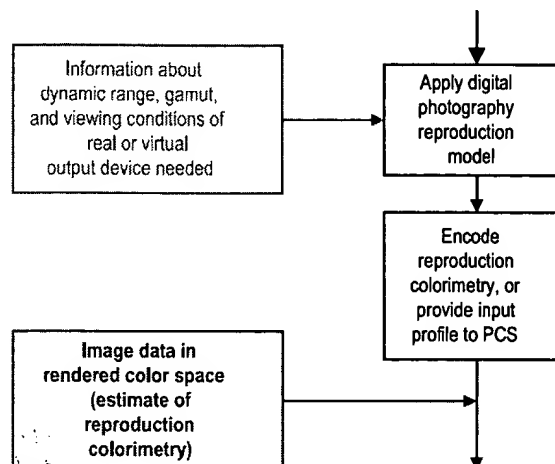 Information about
dynamic range, gamut,
and viewing conditions of
real or virtual
output device needed
Apply digital
photography
reproduction
model
Encode
reproduction
colorimetry, or
provide input
profile to PCS
Image data in
rendered color space
(estimate of
reproduction
colorimetry)